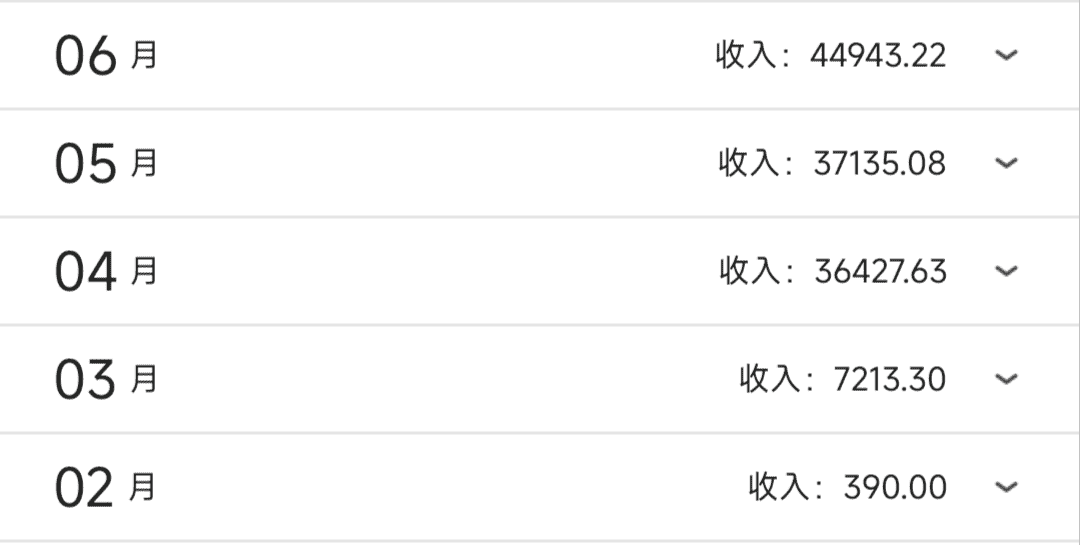 06 月 收入：44943.22
05 月 收入：37135.08
04 月 收入：36427.63
03 月 收入：7213.30
02 月 收入：390.00